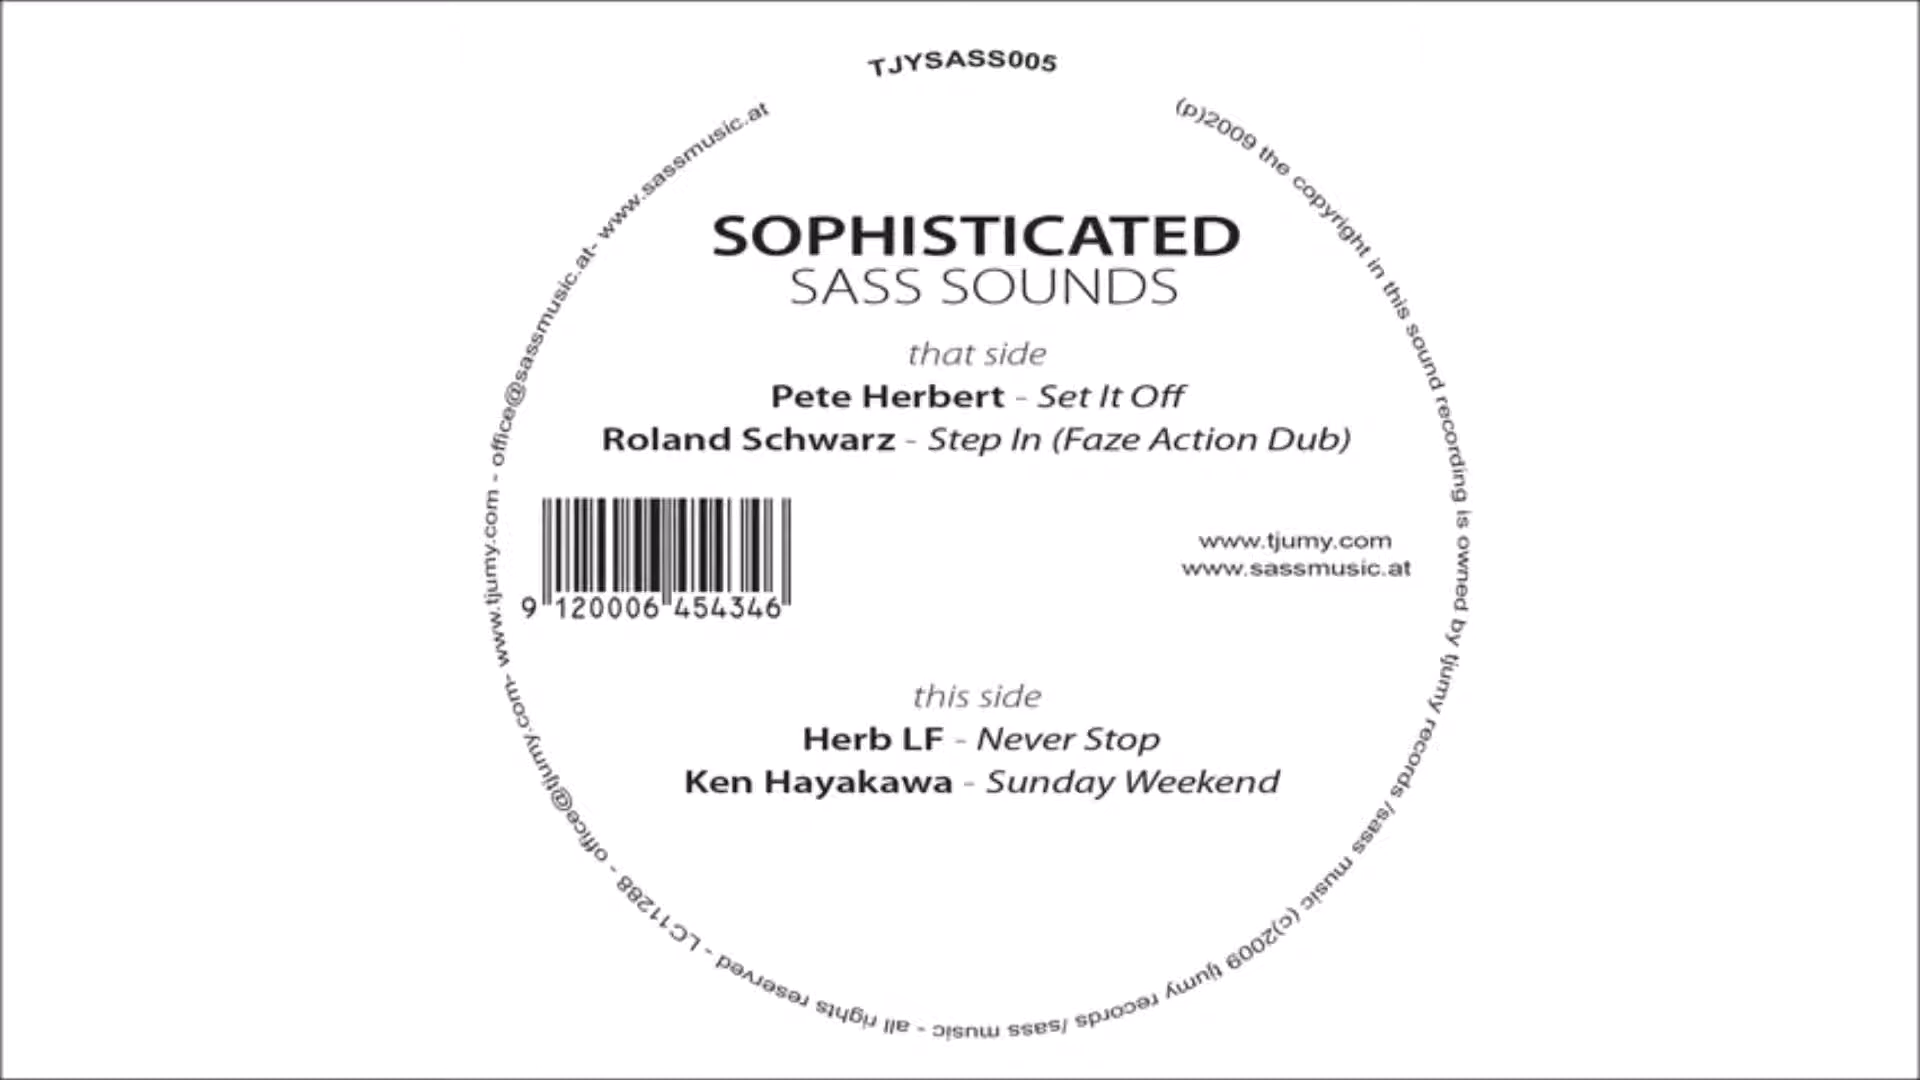 TJYSASS005
(p)2009 the copyright in this sound recording is owned by tjumy records /sass music (c)2009 tjumy records /sass music - all rights reserved - LC11288 - office@tjumy.com- www.tjumy.com - office@sassmusic.at- www.sassmusic.at
SOPHISTICATED
SASS SOUNDS
that side
Pete Herbert - Set It Off
Roland Schwarz - Step In (Faze Action Dub)
9 120006 454346
www.tjumy.com
www.sassmusic.at
this side
Herb LF - Never Stop
Ken Hayakawa - Sunday Weekend